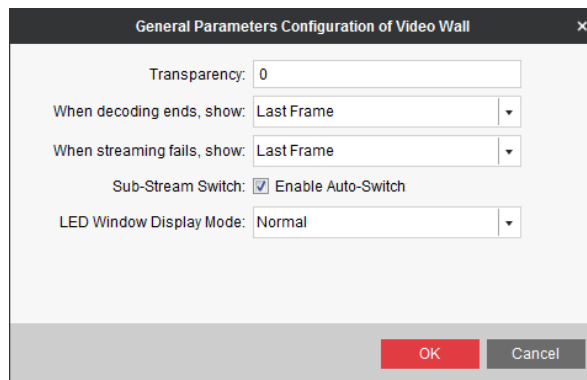 General Parameters Configuration of Video Wall
Transparency: 0
When decoding ends, show: Last Frame
When streaming fails, show: Last Frame
Sub-Stream Switch: Enable Auto-Switch
LED Window Display Mode: Normal
OK Cancel